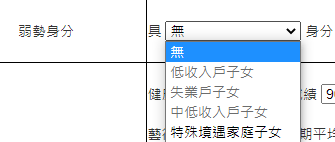 弱勢身分
具 無 身分
無
低收入戶子女
失業戶子女
中低收入戶子女
特殊境遇家庭子女
健
績 9
藝
期平均